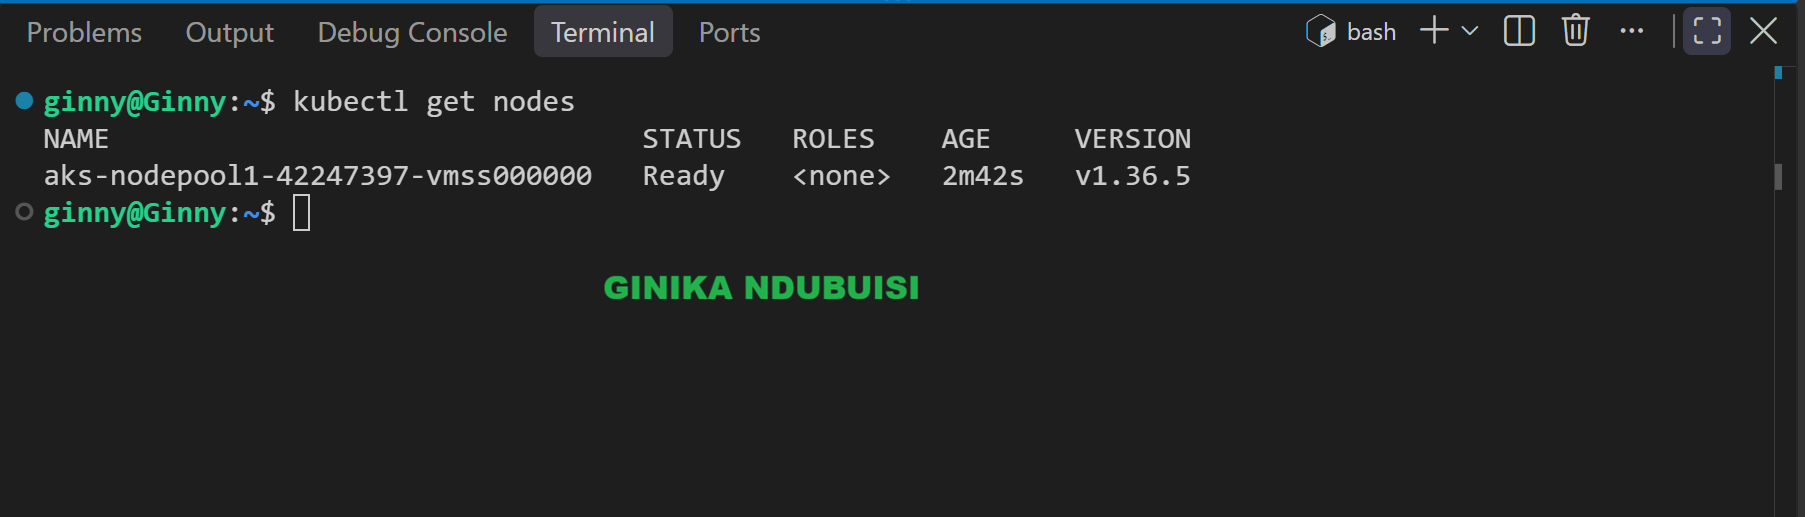 Problems Output Debug Console Terminal Ports bash
ginny@Ginny:~$ kubectl get nodes
NAME STATUS ROLES AGE VERSION
aks-nodepool1-42247397-vmss000000 Ready <none> 2m42s v1.36.5
ginny@Ginny:~$
GINIKA NDUBUISI